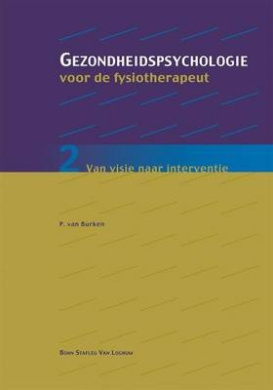 GEZONDHEIDSPSYCHOLOGIE
voor de fysiotherapeut
2 Van visie naar interventie
P. van Burken
BOHN STAFLEU VAN LOGHUM